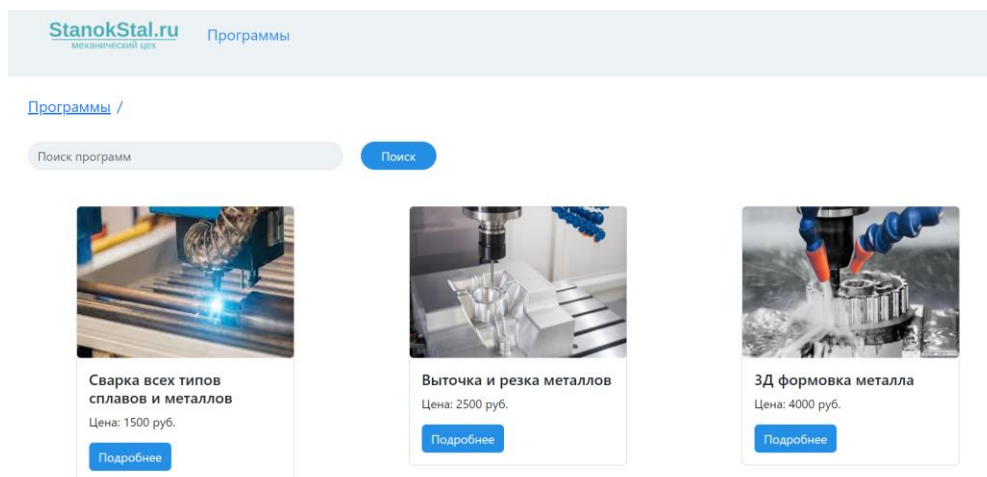 StanokStal.ru
механический цех
Программы
Программы /
Поиск программ
Поиск
Сварка всех типов
сплавов и металлов
Цена: 1500 руб.
Подробнее
Выточка и резка металлов
Цена: 2500 руб.
Подробнее
3Д формовка металла
Цена: 4000 руб.
Подробнее